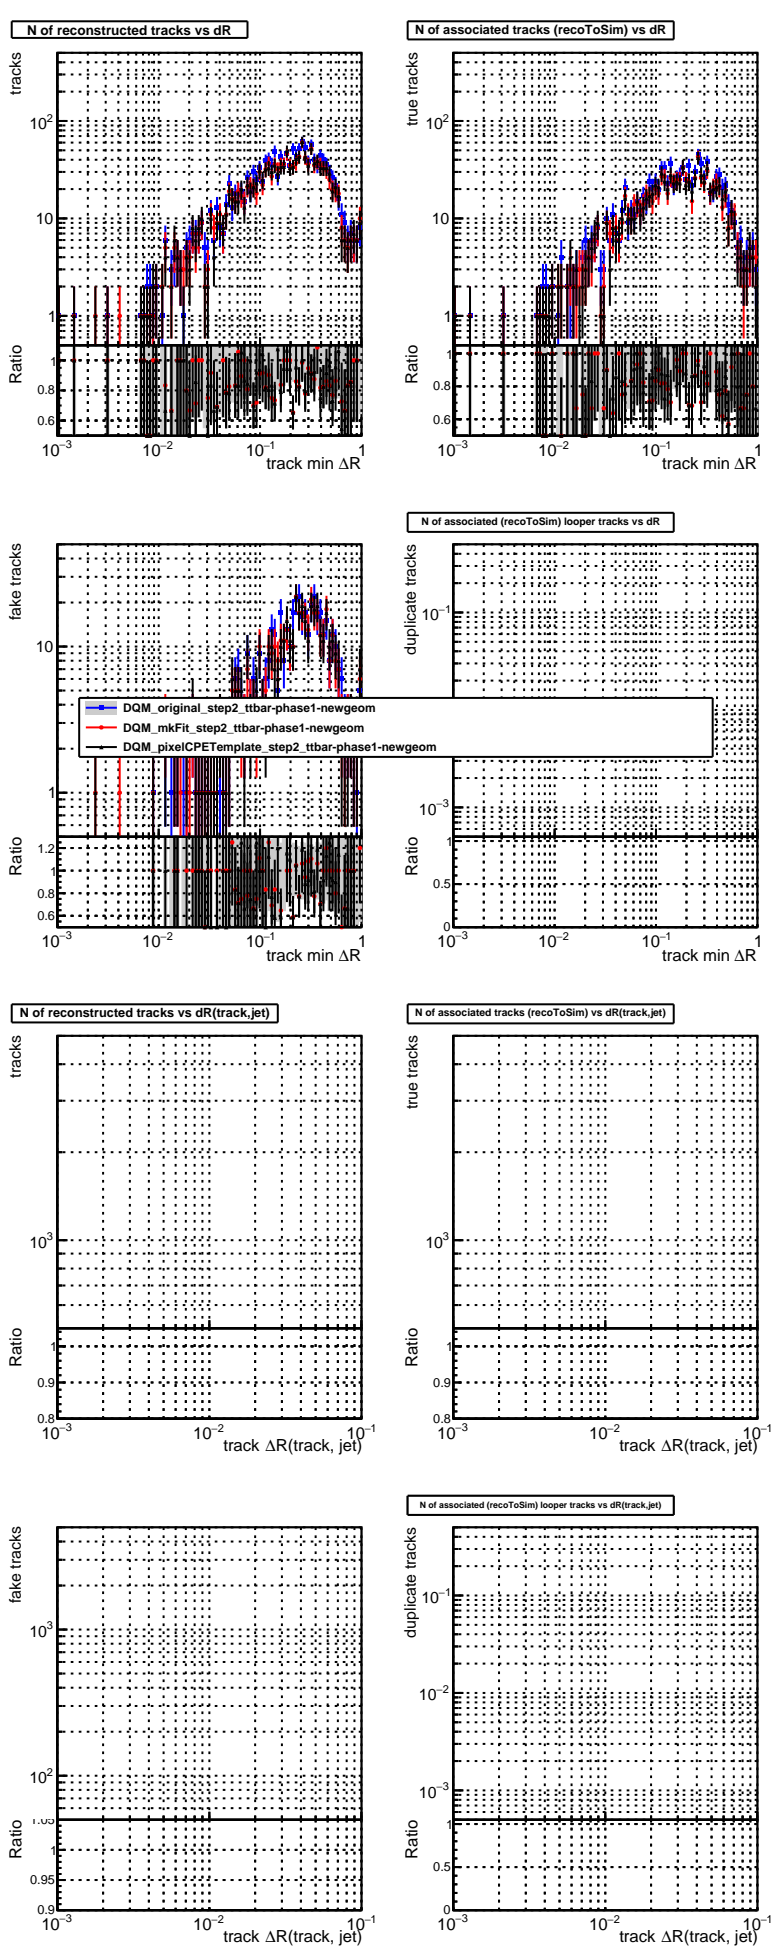 N of reconstructed tracks vs dR
tracks
10²
10
1
Ratio
1
0.8
0.6
10⁻³
10⁻²
10⁻¹
1
track min ΔR
N of associated tracks (recoToSim) vs dR
true tracks
10²
10
1
Ratio
1
0.8
0.6
10⁻³
10⁻²
10⁻¹
1
track min ΔR
fake tracks
10
1
Ratio
1.2
1
0.8
0.6
10⁻³
10⁻²
10⁻¹
1
track min ΔR
N of associated (recoToSim) looper tracks vs dR
duplicate tracks
10⁻¹
10⁻³
Ratio
1
0.5
0
10⁻³
10⁻²
10⁻¹
1
track min ΔR
DQM_original_step2_ttbar-phase1-newgeom
DQM_mkFit_step2_ttbar-phase1-newgeom
DQM_pixelCPETemplate_step2_ttbar-phase1-newgeom
N of reconstructed tracks vs dR(track,jet)
tracks
10³
Ratio
1
0.9
0.8
10⁻³
10⁻²
10⁻¹
track ΔR(track, jet)
N of associated tracks (recoToSim) vs dR(track,jet)
true tracks
10³
Ratio
1
0.9
0.8
10⁻³
10⁻²
10⁻¹
track ΔR(track, jet)
fake tracks
10³
10²
Ratio
1.05
1
0.95
0.9
10⁻³
10⁻²
10⁻¹
track ΔR(track, jet)
N of associated (recoToSim) looper tracks vs dR(track,jet)
duplicate tracks
10⁻¹
10⁻²
10⁻³
Ratio
1
0.5
0
10⁻³
10⁻²
10⁻¹
track ΔR(track, jet)